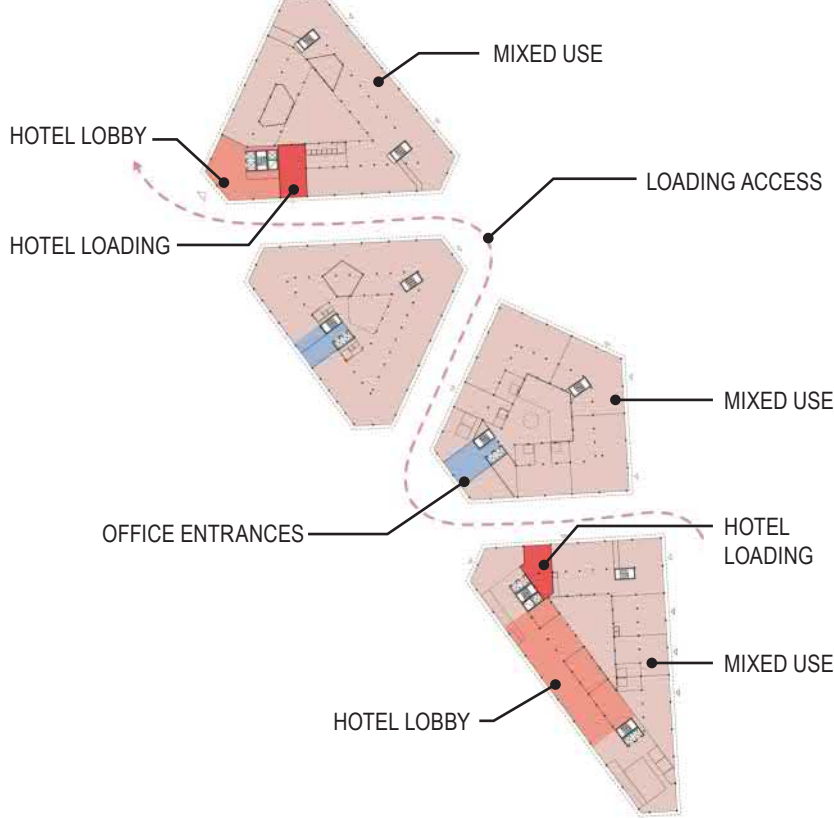 MIXED USE
HOTEL LOBBY
LOADING ACCESS
HOTEL LOADING
MIXED USE
OFFICE ENTRANCES
HOTEL
LOADING
MIXED USE
HOTEL LOBBY